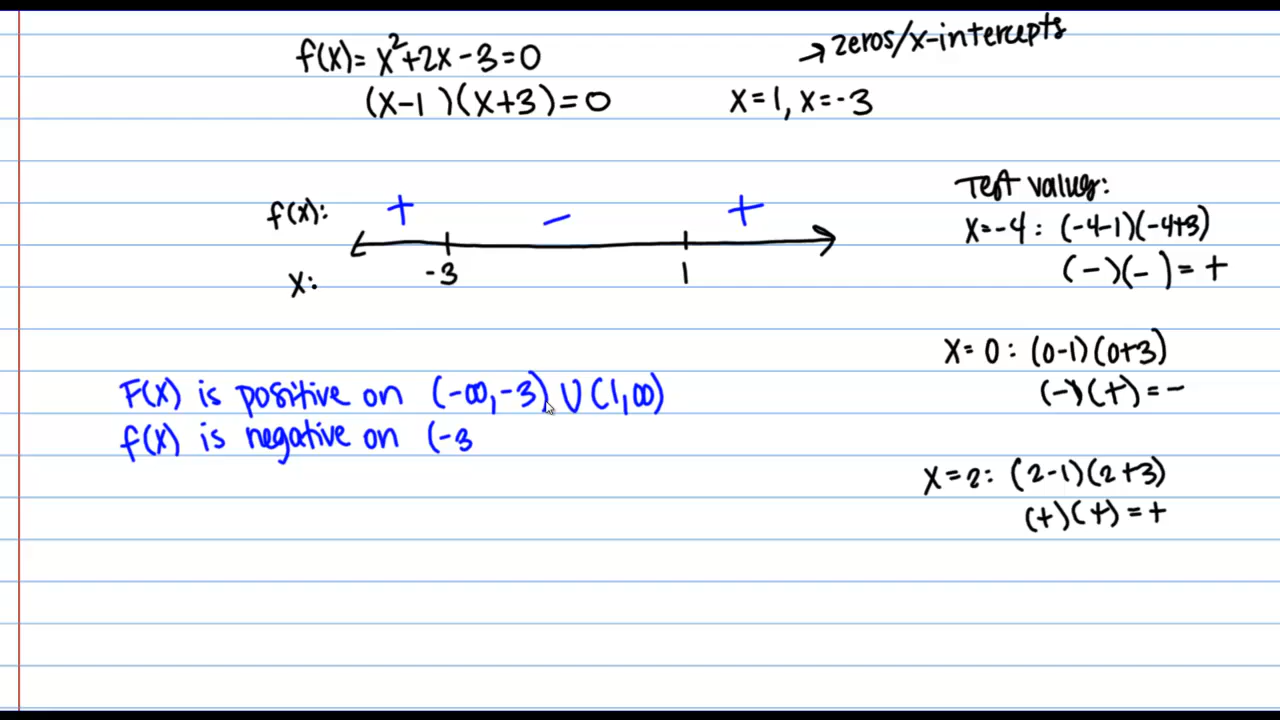 f(x)= x²+2x-3=0
→ zeros/x-intercepts
(x-1)(x+3)=0
x=1, x=-3
f(x): + - +
x: -3 1
Test values:
x=-4: (-4-1)(-4+3)
(-)(-)=+
x=0: (0-1)(0+3)
(-)(+)=-
x=2: (2-1)(2+3)
(+)(+)=+
F(x) is positive on (-∞,-3) ∪ (1,∞)
f(x) is negative on (-3